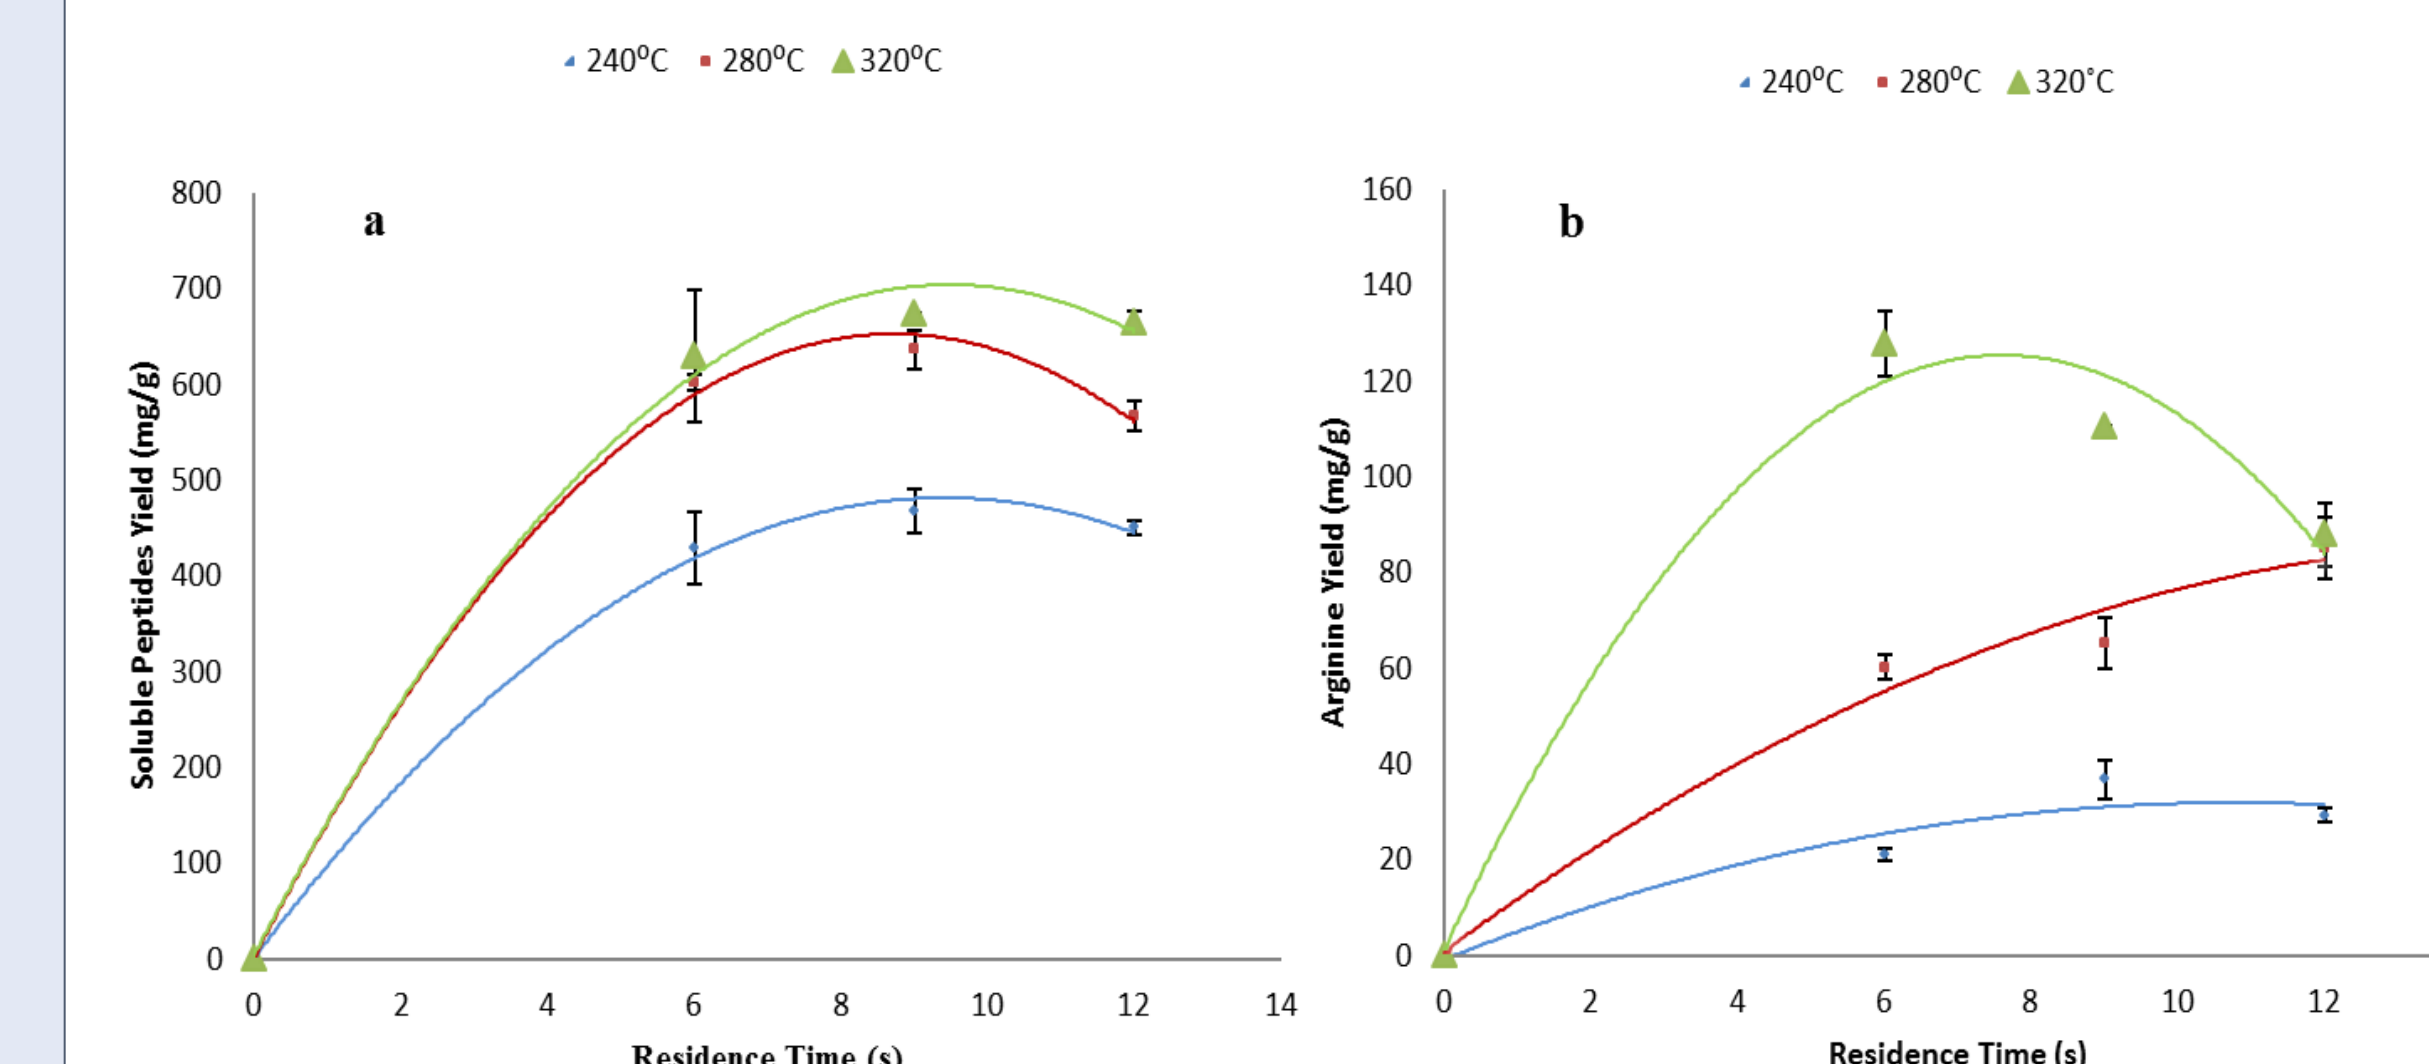 240⁰C 280⁰C 320⁰C
a
Soluble Peptides Yield (mg/g)
800
700
600
500
400
300
200
100
0
0 2 4 6 8 10 12 14
Residence Time (s)
240⁰C 280⁰C 320˚C
b
Arginine Yield (mg/g)
160
140
120
100
80
60
40
20
0
0 2 4 6 8 10 12
Residence Time (s)